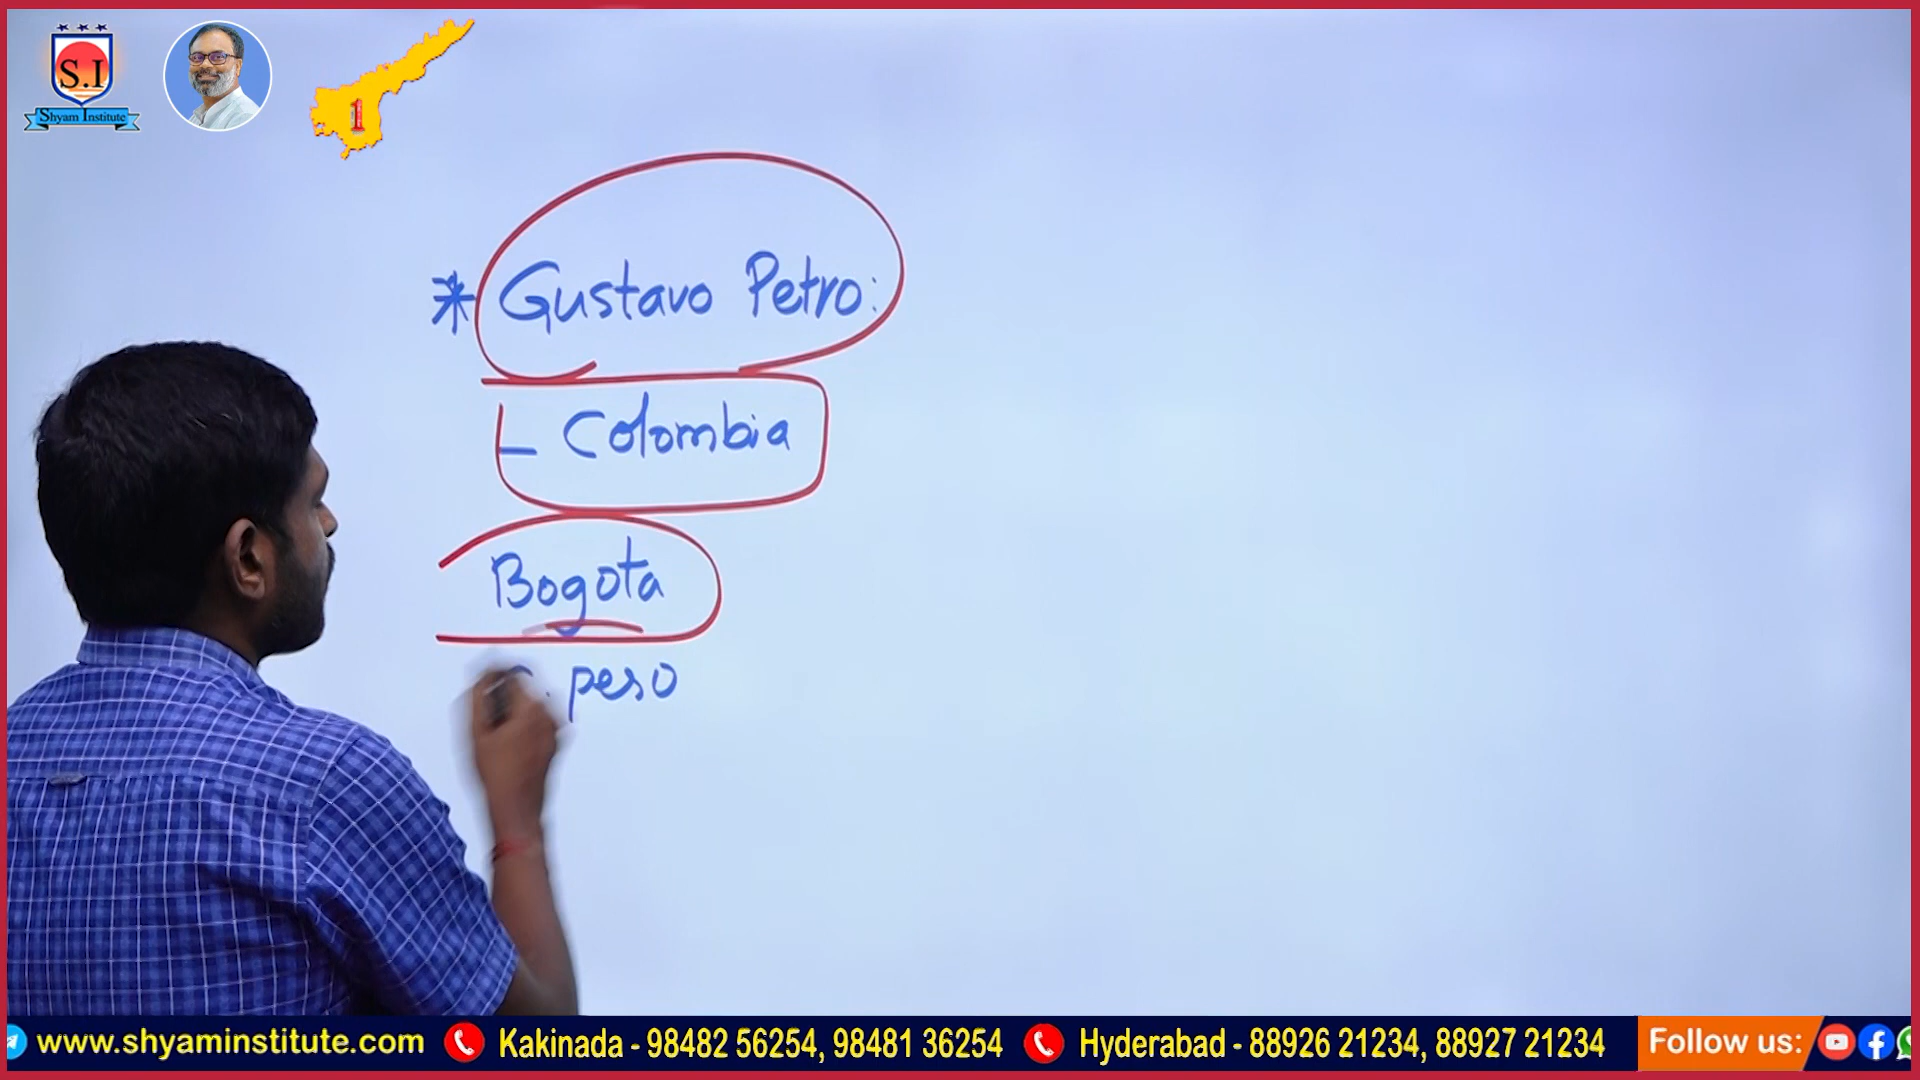 S.I
Shyam Institute
1
* Gustavo Petro:
- Colombia
Bogota
peso
www.shyaminstitute.com
Kakinada - 98482 56254, 98481 36254
Hyderabad - 88926 21234, 88927 21234
Follow us: